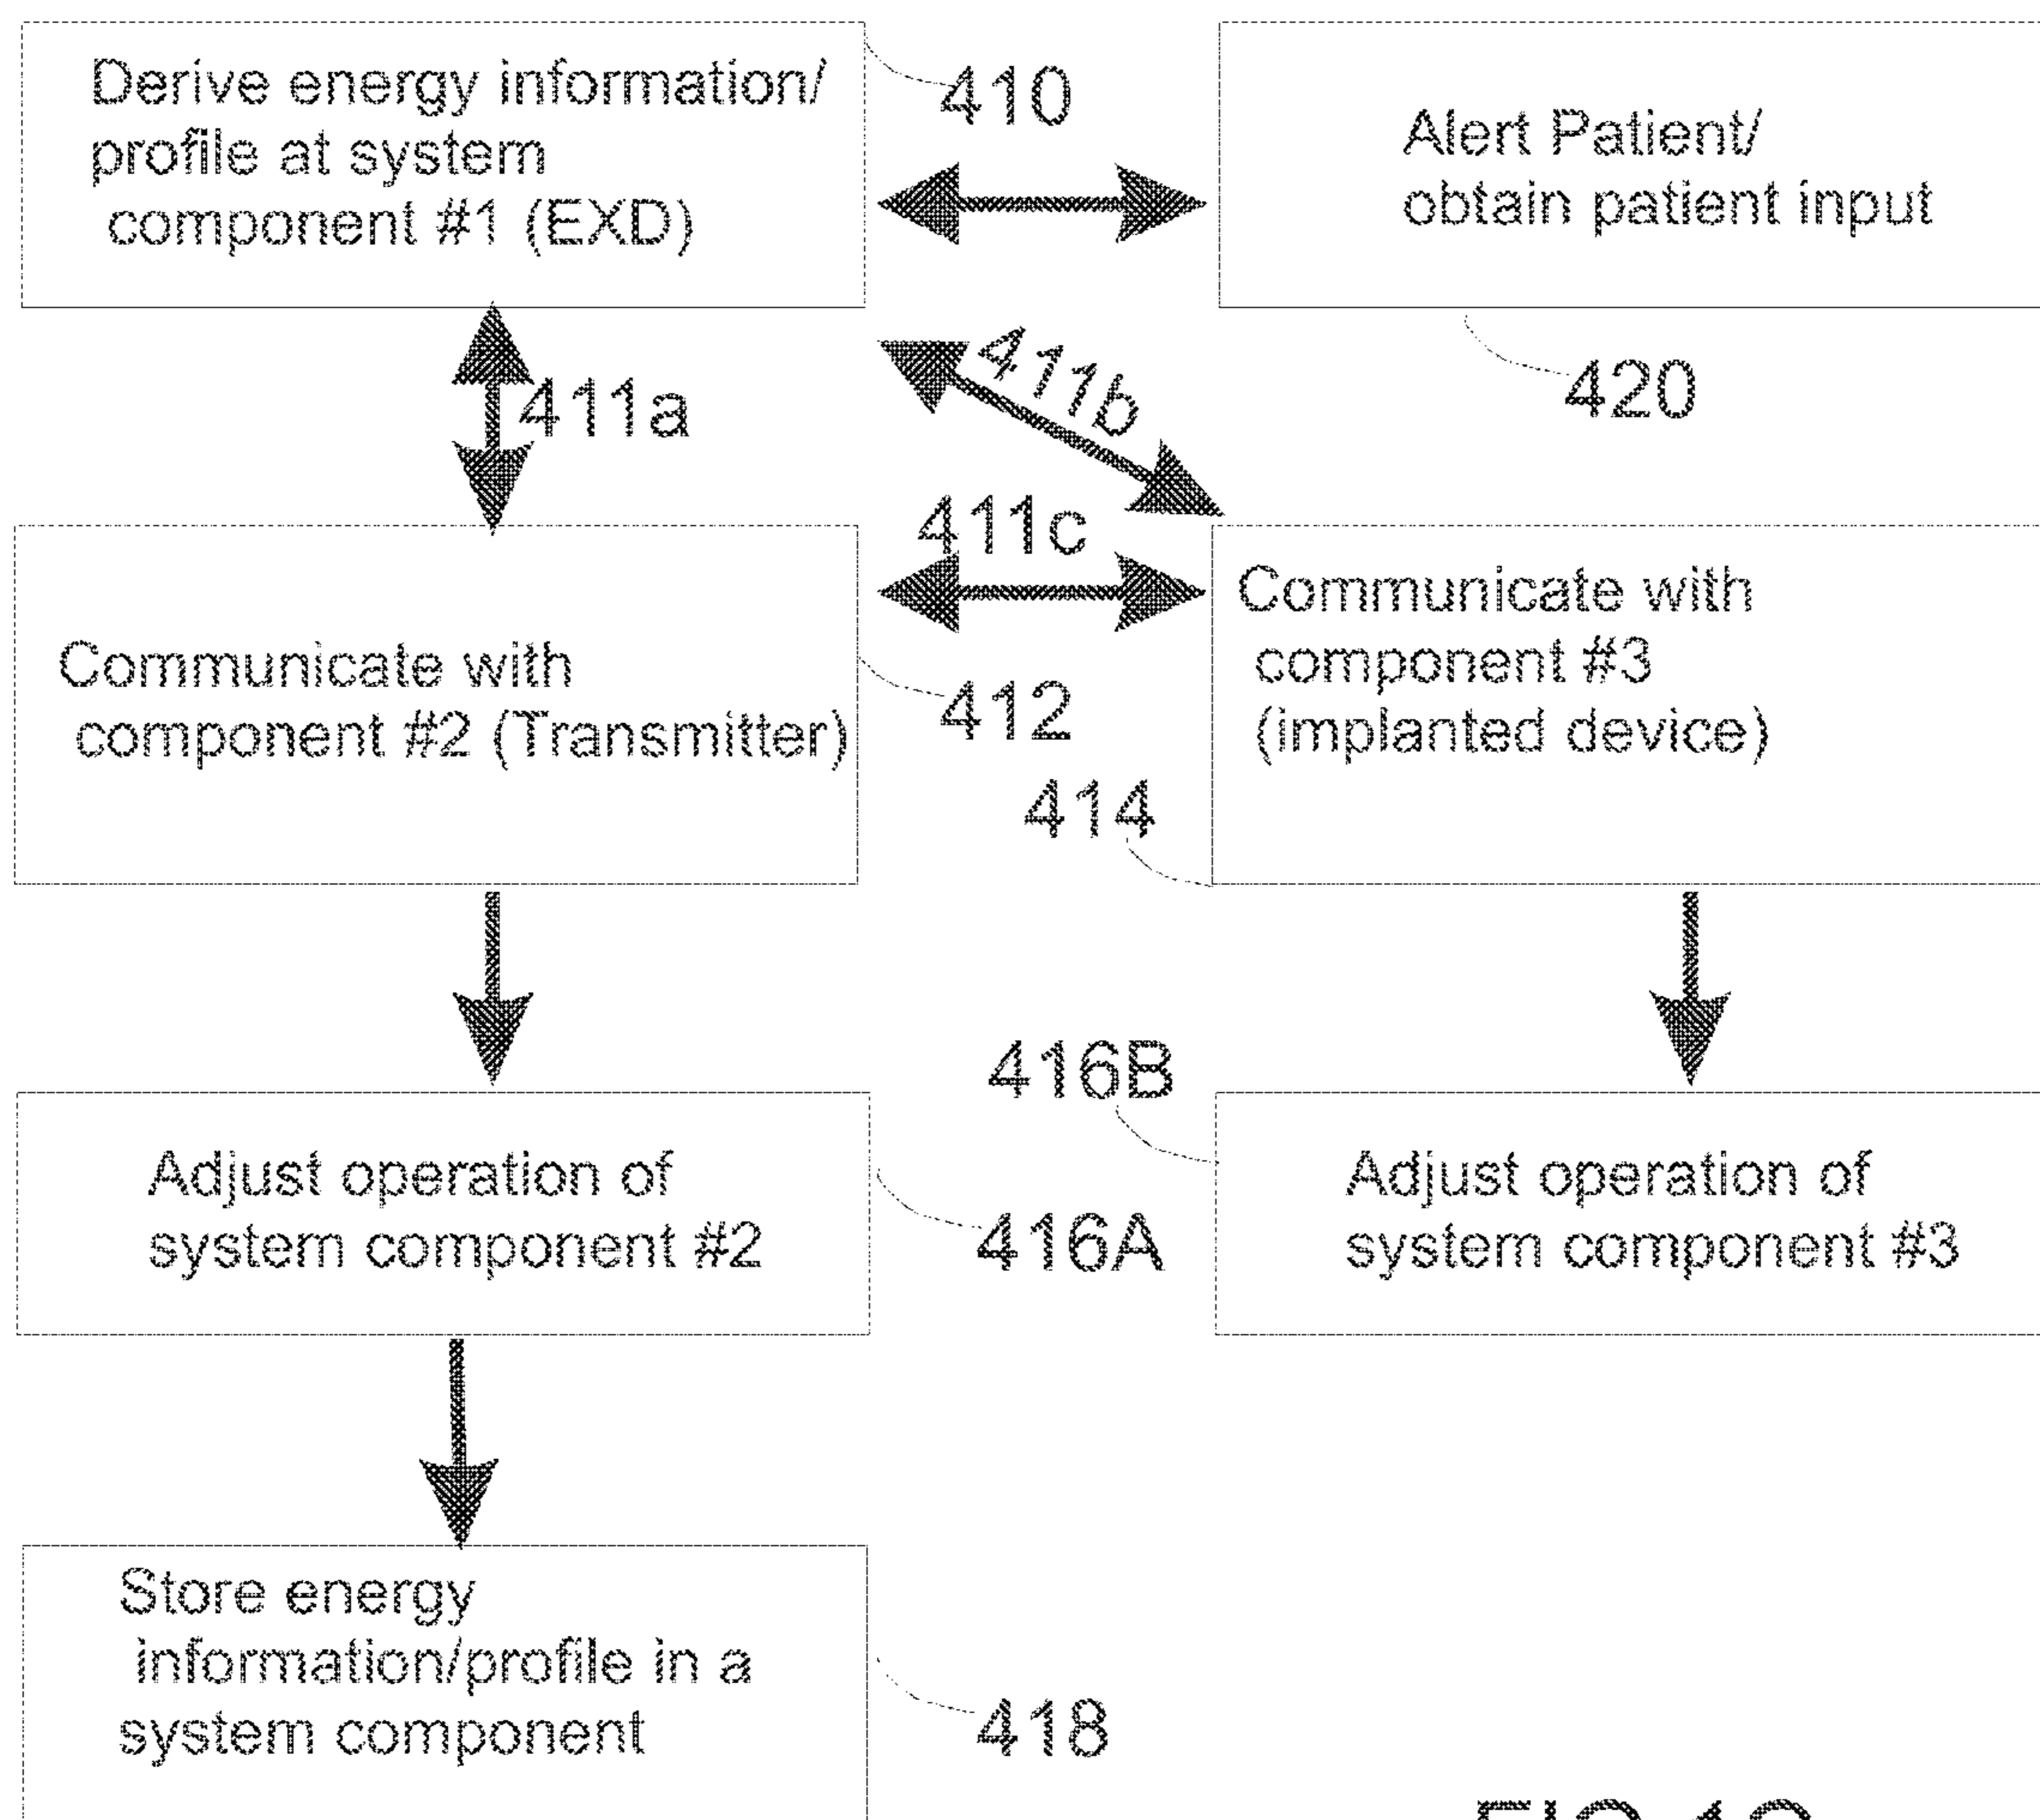 Derive energy information/
profile at system
component #1 (EXD)
410
Alert Patient/
obtain patient input
420
411a
411b
411c
Communicate with
component #2 (Transmitter)
412
Communicate with
component #3
(implanted device)
414
Adjust operation of
system component #2
416A
416B
Adjust operation of
system component #3
Store energy
information/profile in a
system component
418